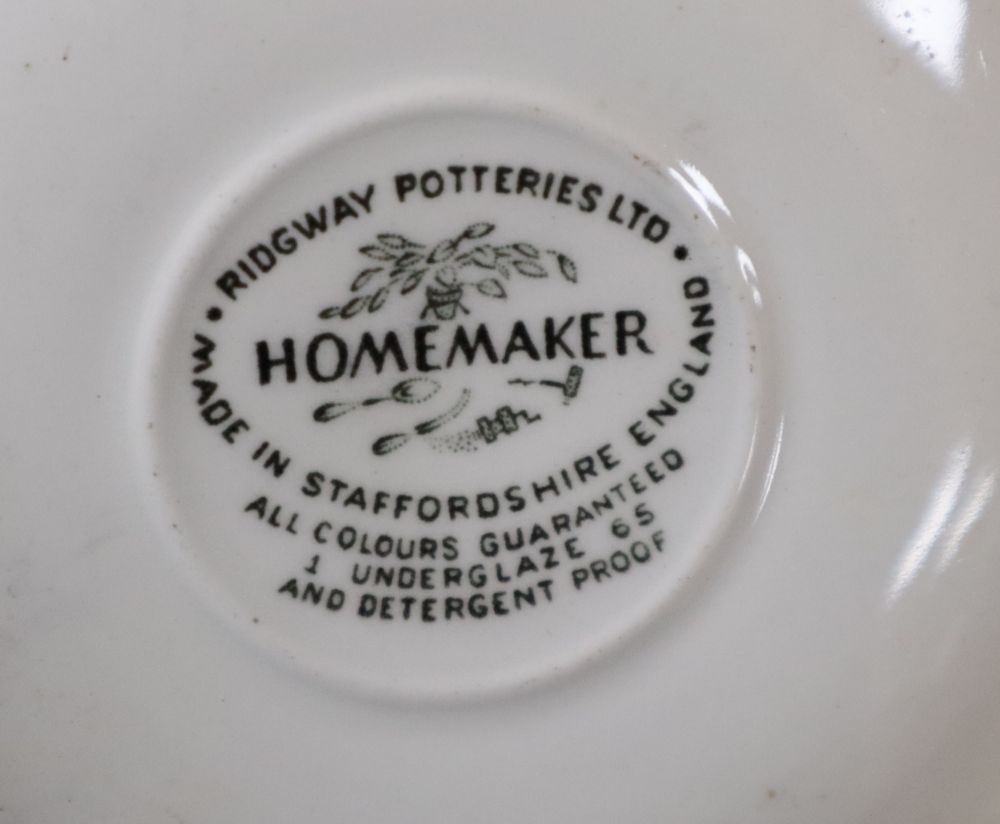 • RIDGWAY POTTERIES LTD •
HOMEMAKER
MADE IN STAFFORDSHIRE ENGLAND
ALL COLOURS GUARANTEED
1 UNDERGLAZE 65
AND DETERGENT PROOF